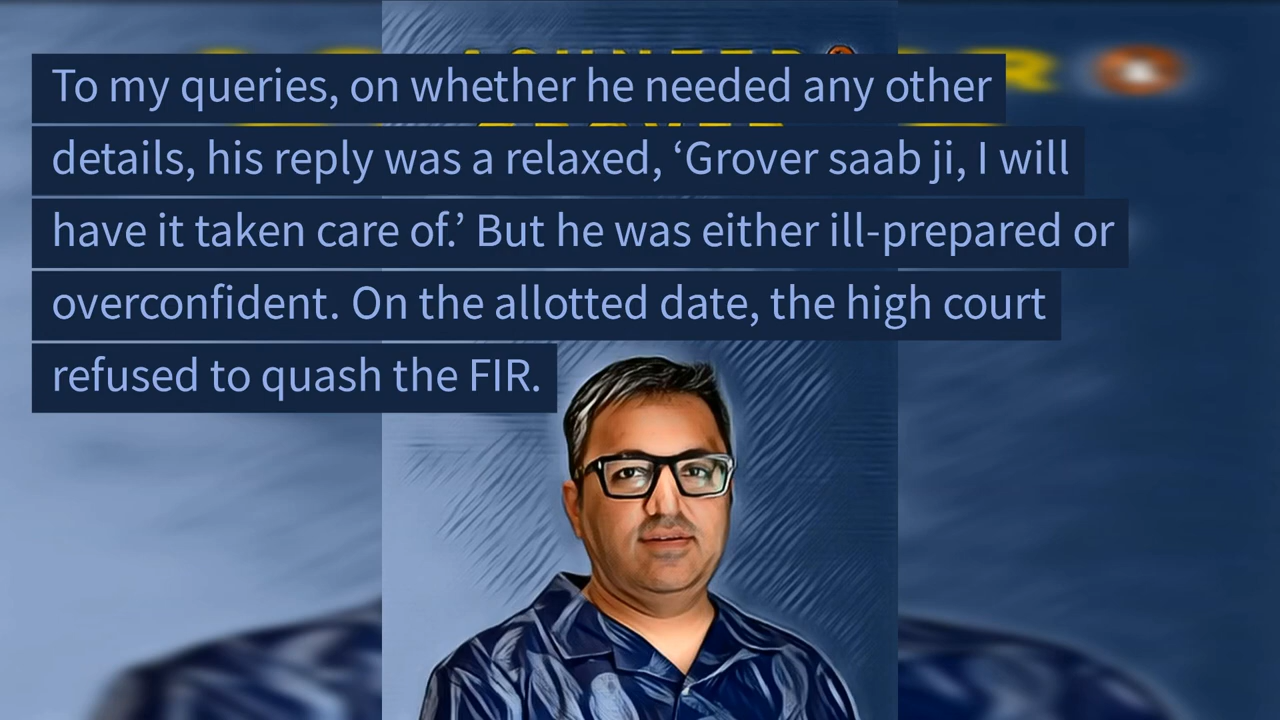 To my queries, on whether he needed any other
details, his reply was a relaxed, ‘Grover saab ji, I will
have it taken care of.’ But he was either ill-prepared or
overconfident. On the allotted date, the high court
refused to quash the FIR.